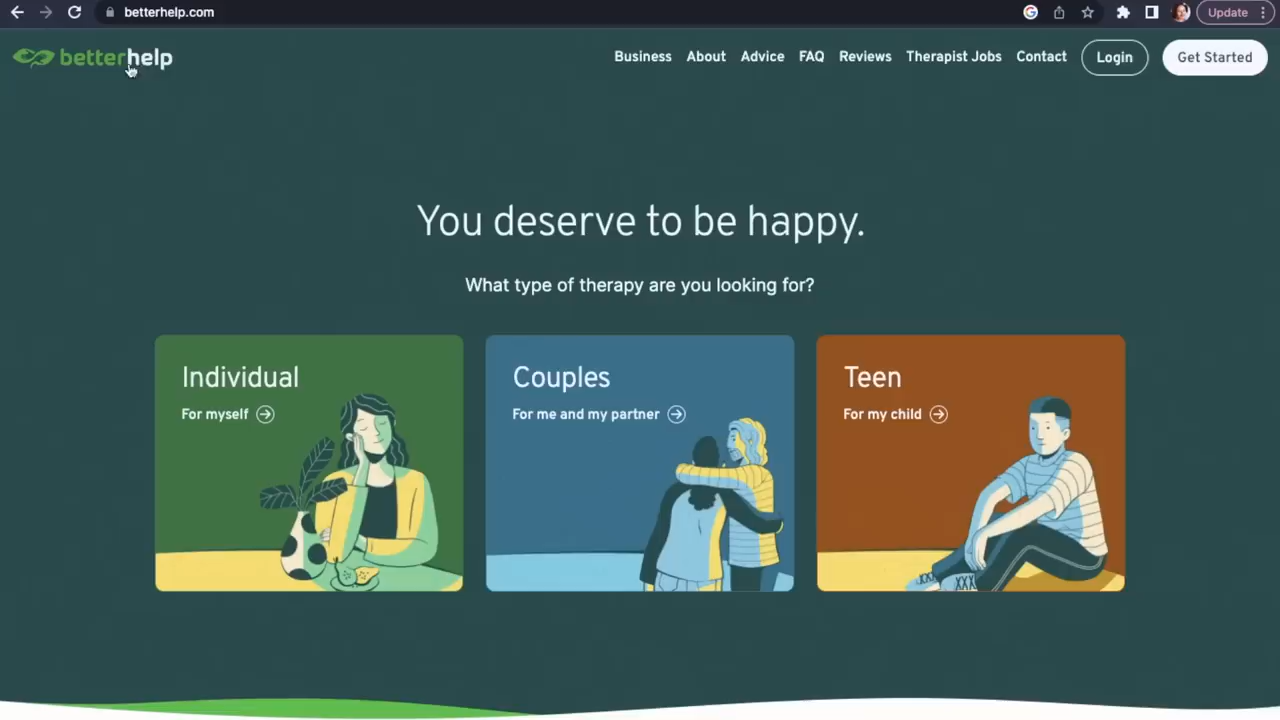 betterhelp.com
Update
betterhelp
Business About Advice FAQ Reviews Therapist Jobs Contact Login Get Started
You deserve to be happy.
What type of therapy are you looking for?
Individual
For myself
Couples
For me and my partner
Teen
For my child